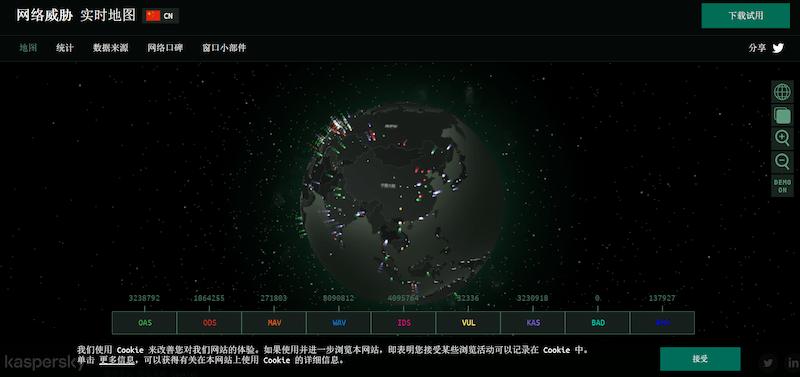 网络威胁 实时地图
CN
下载试用
地图 统计 数据来源 网络口碑 窗口小部件
分享
DEMO
ON
3238792 1864255 271803 8090812 4095764 32336 3230918 0 137927
OAS ODS MAV WAV IDS VUL KAS BAD
我们使用 Cookie 来改善您对我们网站的体验。如果使用并进一步浏览本网站，即表明您接受某些浏览活动可以记录在 Cookie 中。
单击 更多信息，可以获得有关在本网站上使用 Cookie 的详细信息。
接受
kaspersky